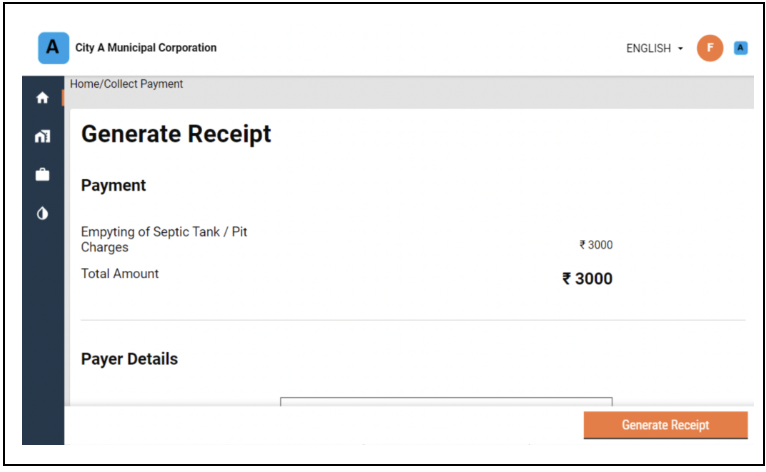 A City A Municipal Corporation ENGLISH F A
Home/Collect Payment
Generate Receipt
Payment
Empyting of Septic Tank / Pit
Charges ₹ 3000
Total Amount ₹ 3000
Payer Details
Generate Receipt